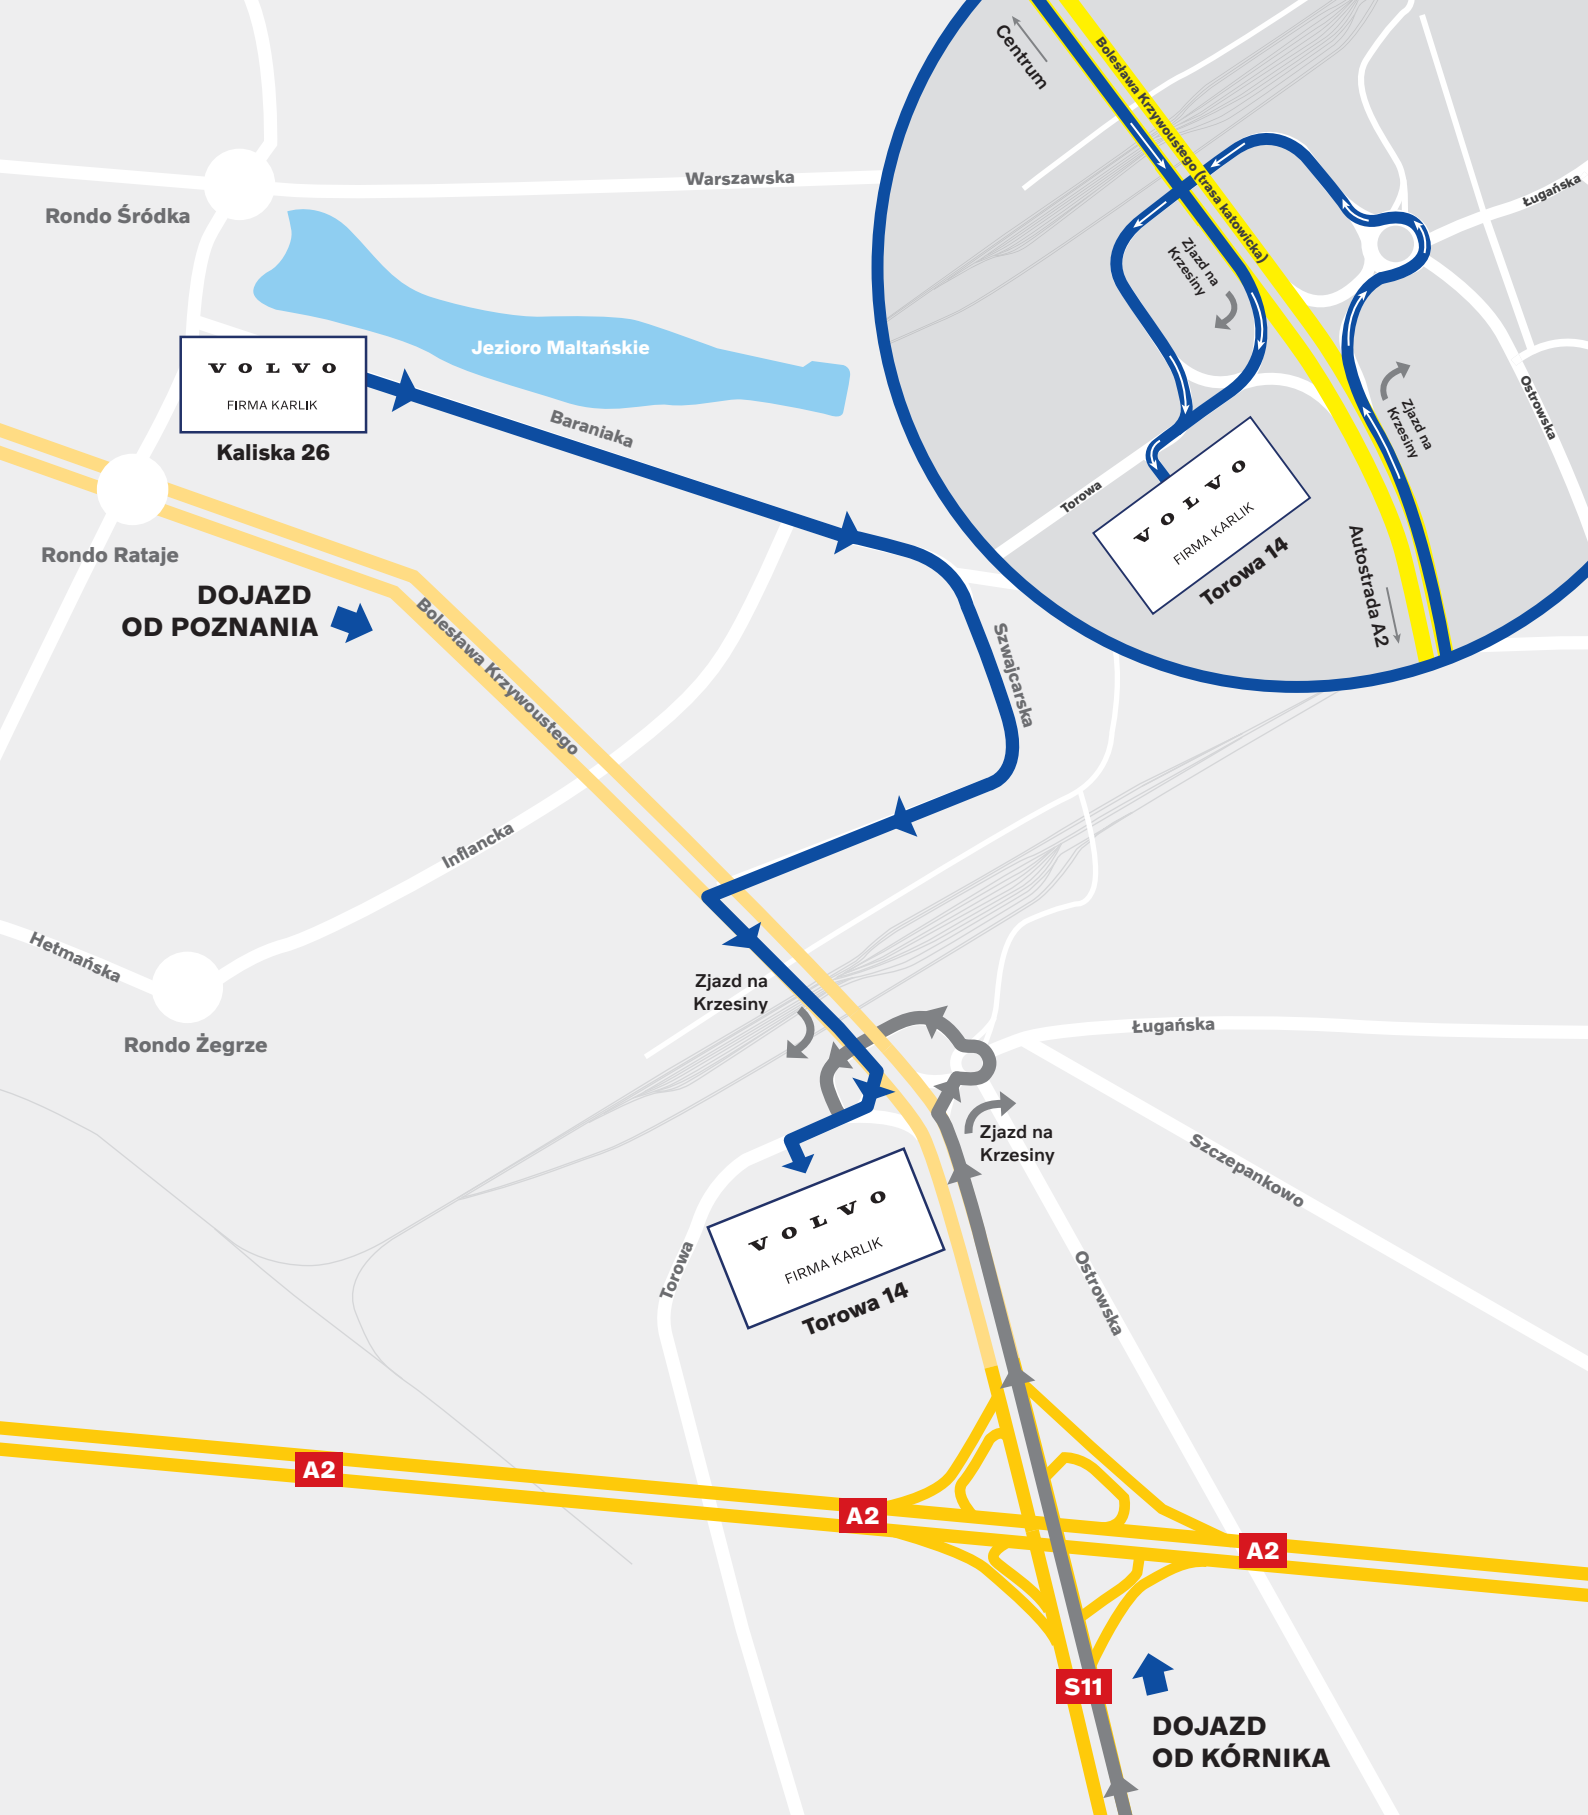 Centrum
Bolesława Krzywoustego (trasa katowicka)
Ługańska
Warszawska
Rondo Śródka
Zjazd na
Krzesiny
Jezioro Maltańskie
VOLVO
FIRMA KARLIK
Kaliska 26
Baraniaka
Ostrowska
Zjazd na
Krzesiny
Torowa
VOLVO
FIRMA KARLIK
Torowa 14
Autostrada A2
Rondo Rataje
DOJAZD
OD POZNANIA
Bolesława Krzywoustego
Szwajcarska
Inflancka
Hetmańska
Zjazd na
Krzesiny
Rondo Żegrze
Ługańska
Zjazd na
Krzesiny
Szczepankowo
VOLVO
FIRMA KARLIK
Torowa 14
Torowa
Ostrowska
A2
A2
A2
S11
DOJAZD
OD KÓRNIKA